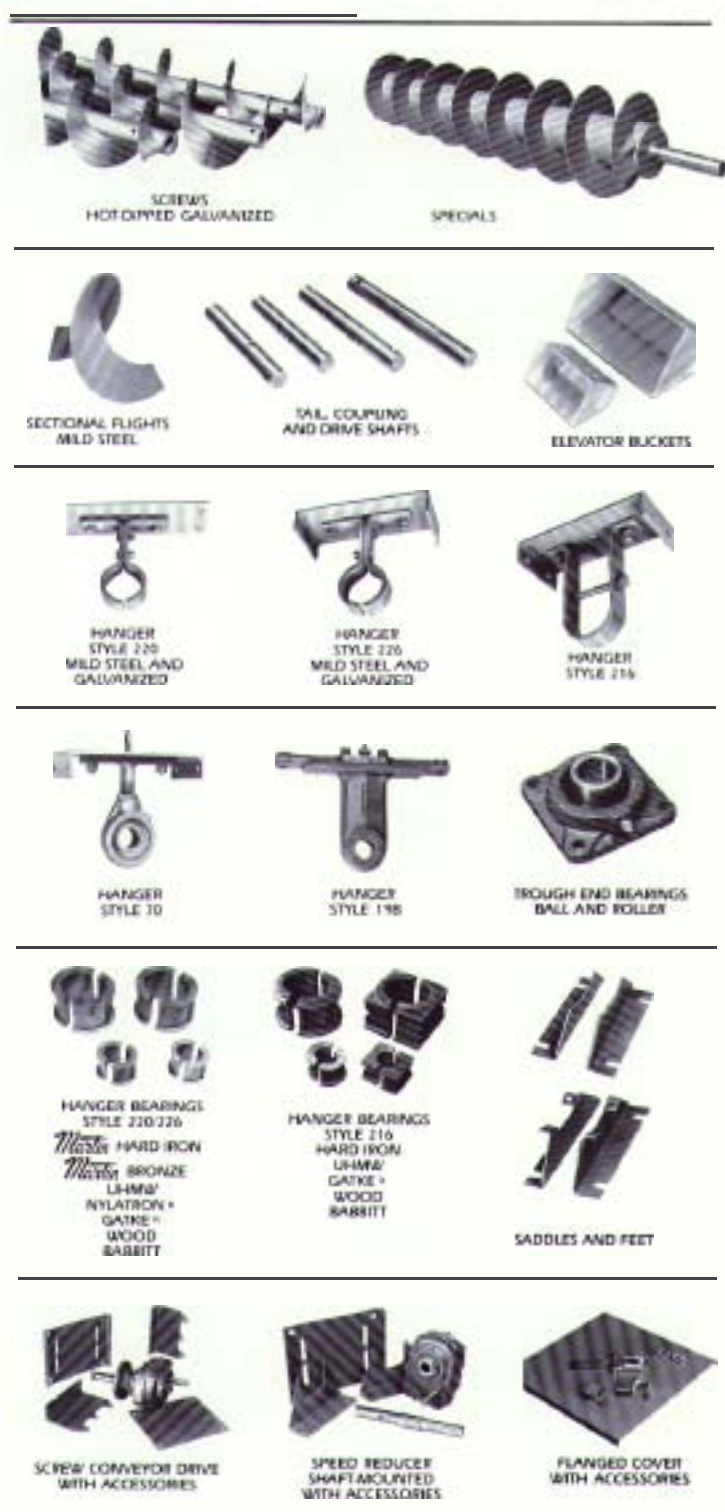 SCREWS
HOT-DIPPED GALVANIZED
SPECIALS
SECTIONAL FLIGHTS
MILD STEEL
TAIL, COUPLING
AND DRIVE SHAFTS
ELEVATOR BUCKETS
HANGER
STYLE 220
MILD STEEL AND
GALVANIZED
HANGER
STYLE 226
MILD STEEL AND
GALVANIZED
HANGER
STYLE 216
HANGER
STYLE 70
HANGER
STYLE 19B
TROUGH END BEARINGS
BALL AND ROLLER
HANGER BEARINGS
STYLE 220/226
Martin HARD IRON
Martin BRONZE
UHMW
NYLATRON®
GATKE®
WOOD
BABBITT
HANGER BEARINGS
STYLE 216
HARD IRON
UHMW
GATKE®
WOOD
BABBITT
SADDLES AND FEET
SCREW CONVEYOR DRIVE
WITH ACCESSORIES
SPEED REDUCER
SHAFT-MOUNTED
WITH ACCESSORIES
FLANGED COVER
WITH ACCESSORIES